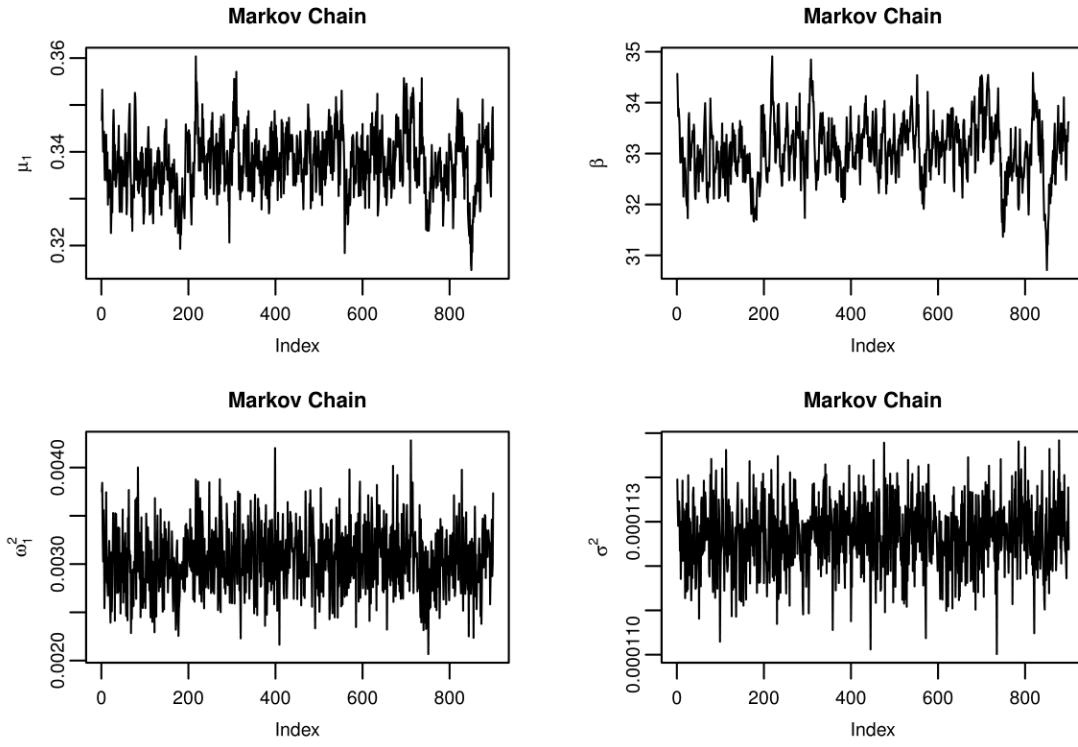 Markov Chain
0.36
0.34
0.32
μ1
0 200 400 600 800
Index
Markov Chain
35
34
33
32
31
β
0 200 400 600 800
Index
Markov Chain
0.0040
0.0030
0.0020
ω1²
0 200 400 600 800
Index
Markov Chain
0.000113
0.000110
σ²
0 200 400 600 800
Index